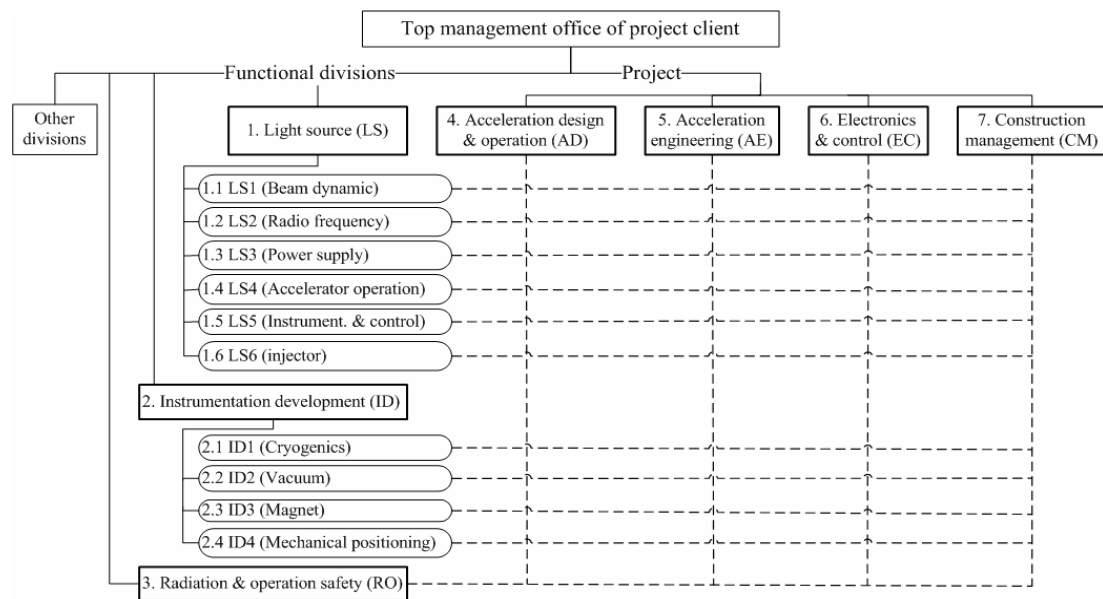 Top management office of project client
Functional divisions
Project
Other
divisions
1. Light source (LS)
4. Acceleration design
& operation (AD)
5. Acceleration
engineering (AE)
6. Electronics
& control (EC)
7. Construction
management (CM)
1.1 LS1 (Beam dynamic)
1.2 LS2 (Radio frequency)
1.3 LS3 (Power supply)
1.4 LS4 (Accelerator operation)
1.5 LS5 (Instrument. & control)
1.6 LS6 (injector)
2. Instrumentation development (ID)
2.1 ID1 (Cryogenics)
2.2 ID2 (Vacuum)
2.3 ID3 (Magnet)
2.4 ID4 (Mechanical positioning)
3. Radiation & operation safety (RO)